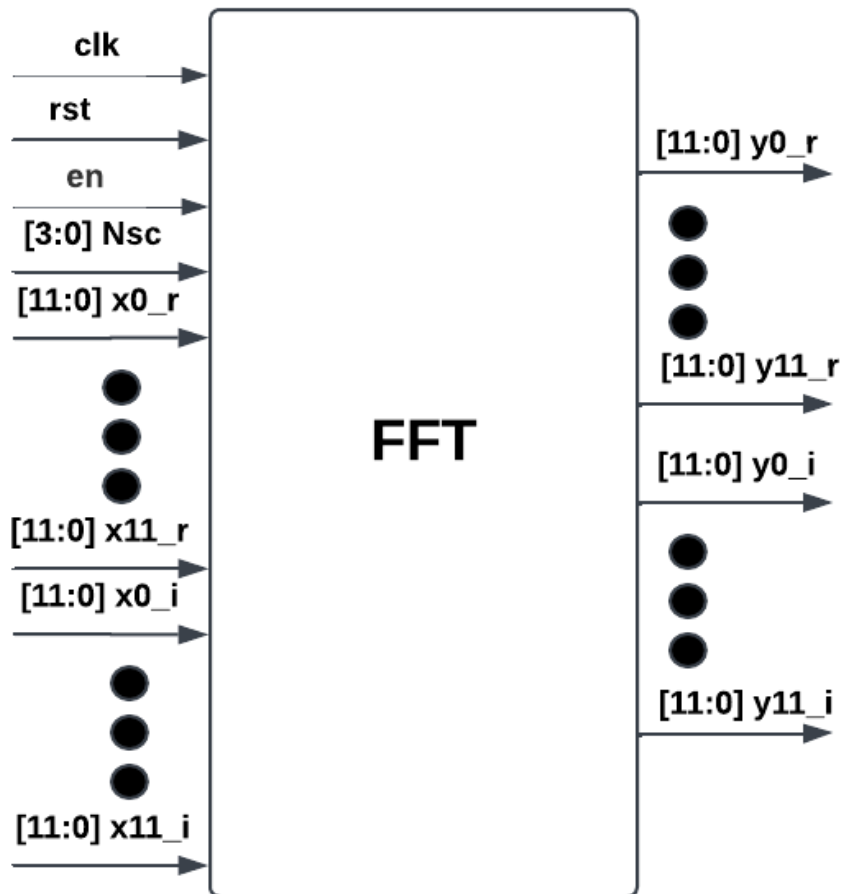 clk
rst
en
[3:0] Nsc
[11:0] x0_r
[11:0] x11_r
[11:0] x0_i
[11:0] x11_i
FFT
[11:0] y0_r
[11:0] y11_r
[11:0] y0_i
[11:0] y11_i